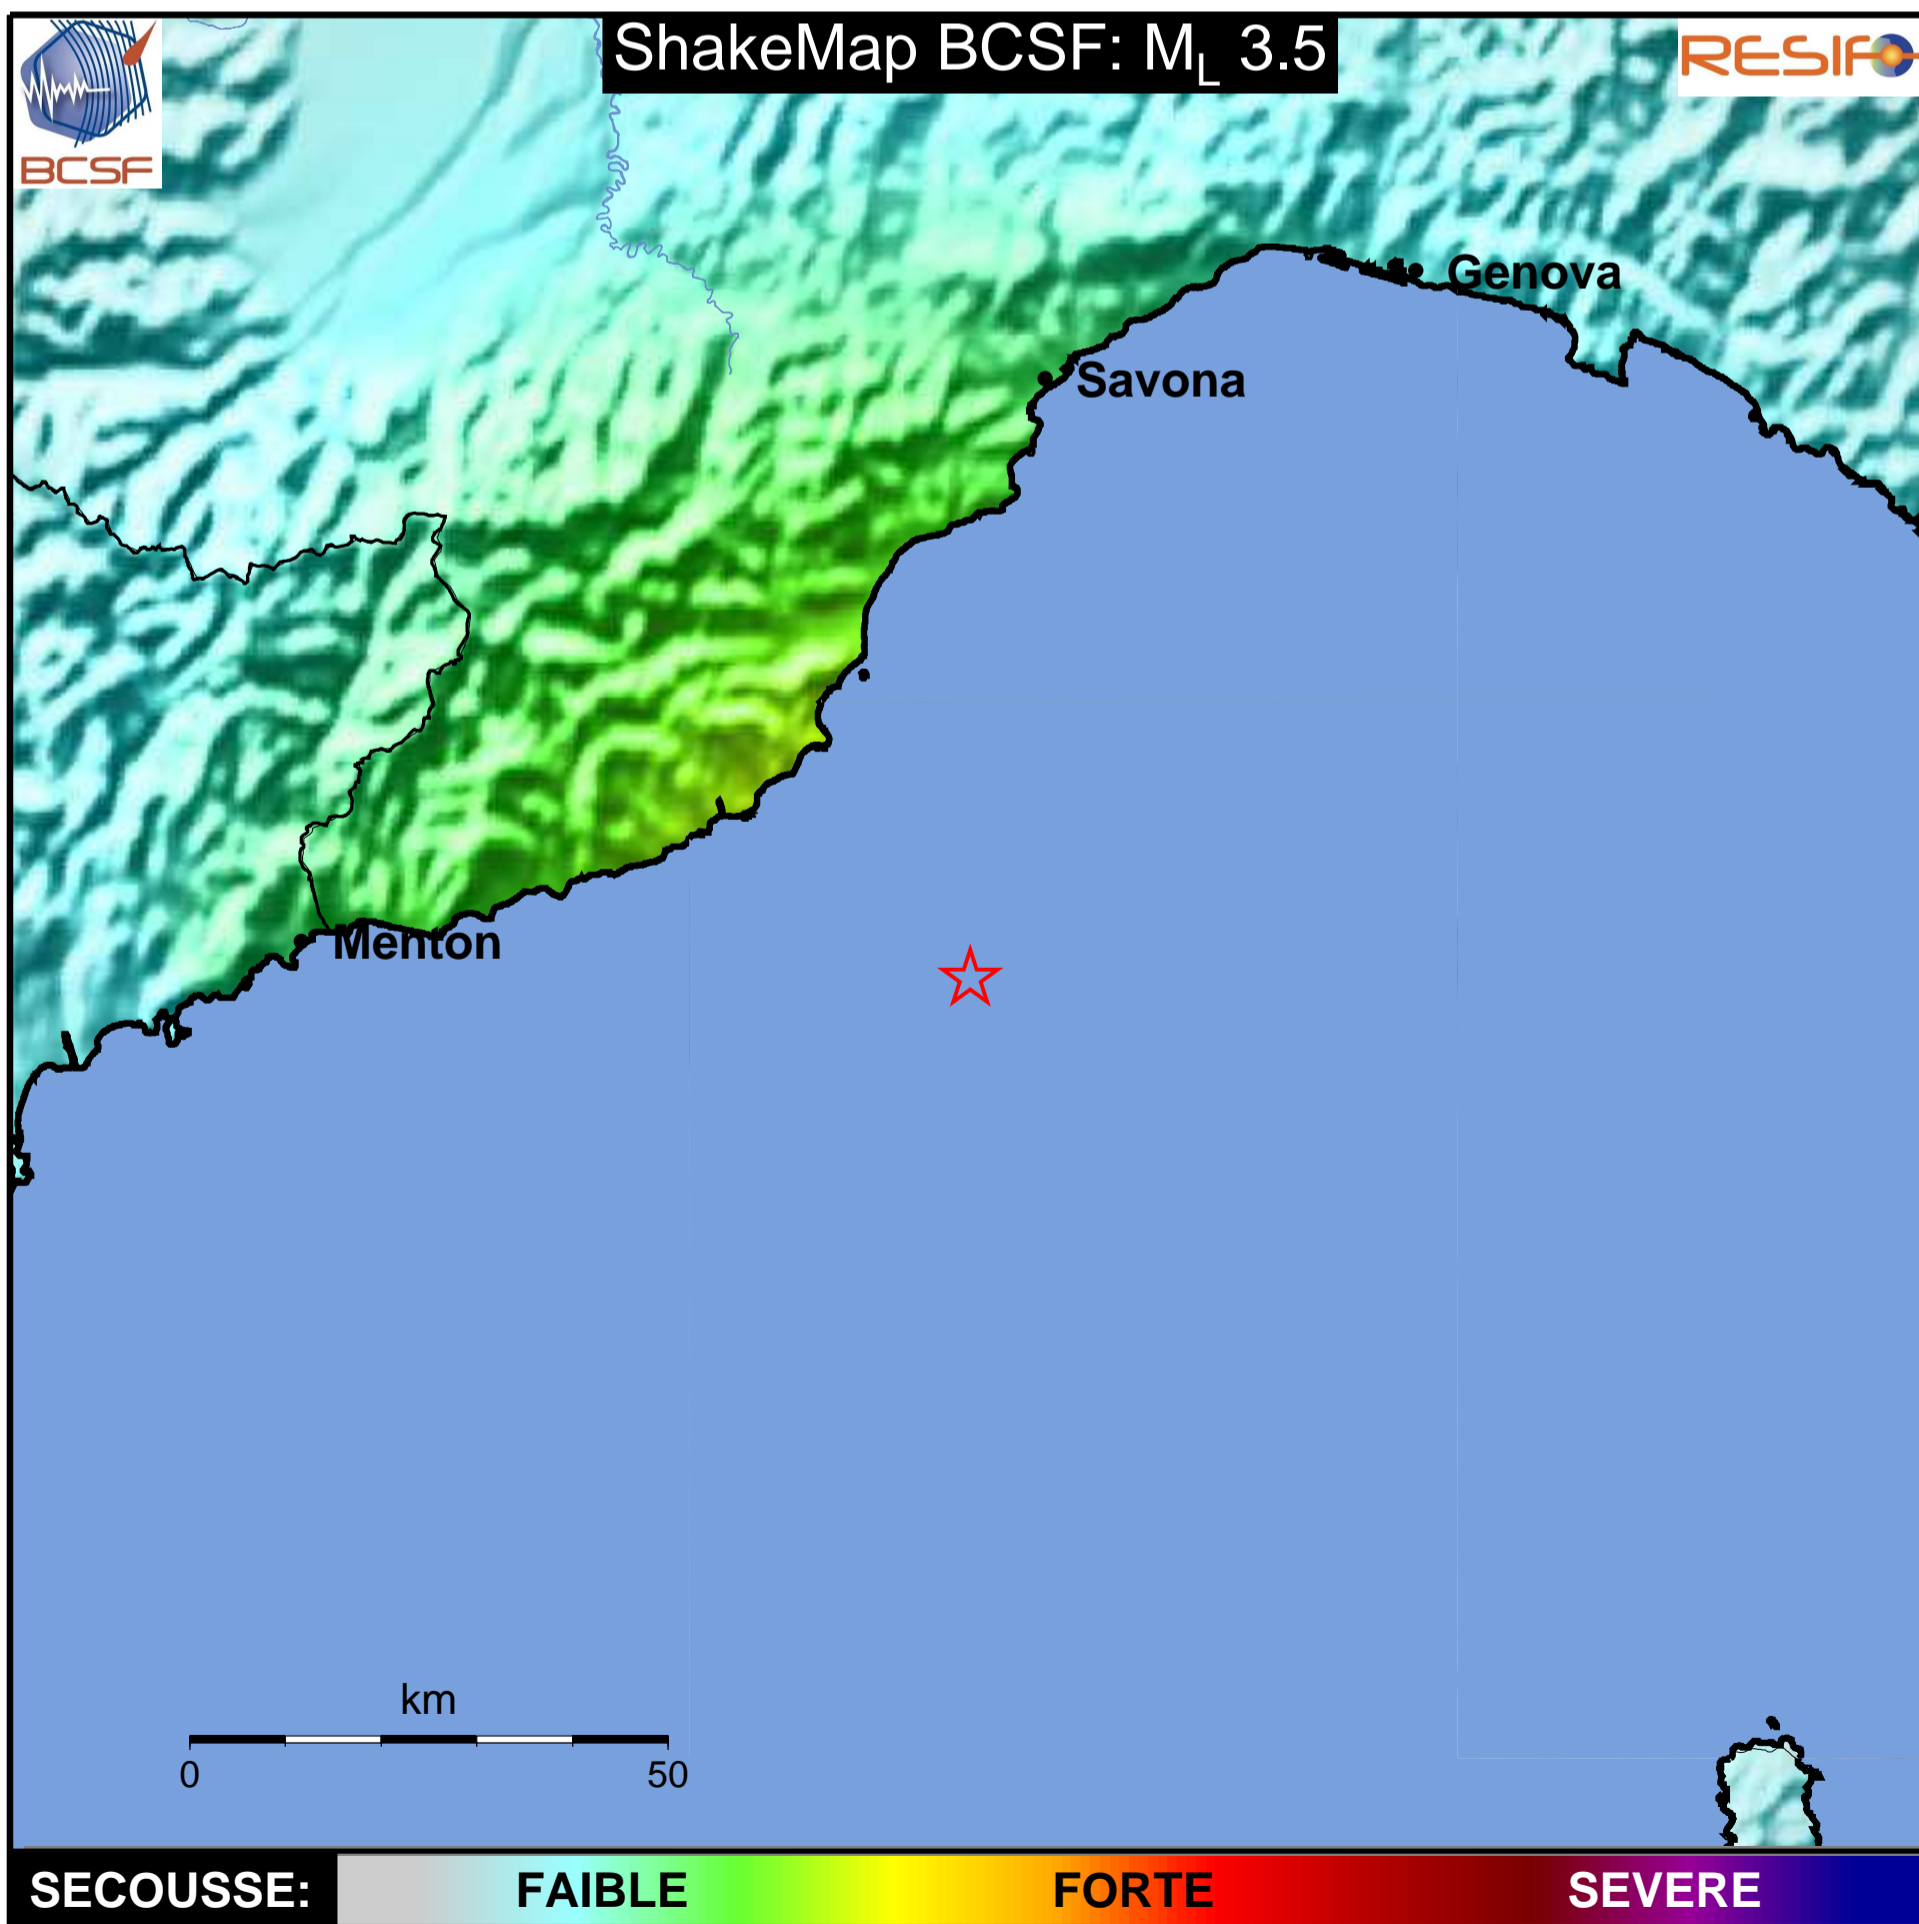 ShakeMap BCSF: ML 3.5
BCSF
RESIF
Genova
Savona
Menton
km
0 50
SECOUSSE: FAIBLE FORTE SEVERE